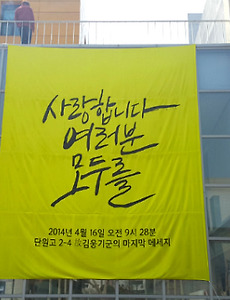 사랑합니다
여러분
모두를
2014년 4월 16일 오전 9시 28분
단원고 2-4 故김웅기군의 마지막 메세지